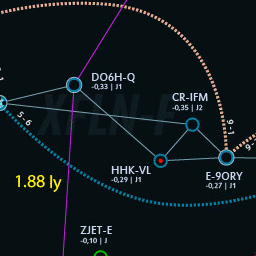 DO6H-Q
-0,33 | J1
CR-IFM
-0,35 | J2
5-6
9-1
9-
HHK-VL
-0,29 | J1
E-9ORY
-0,27 | J1
1.88 ly
ZJET-E
-0,10 | J